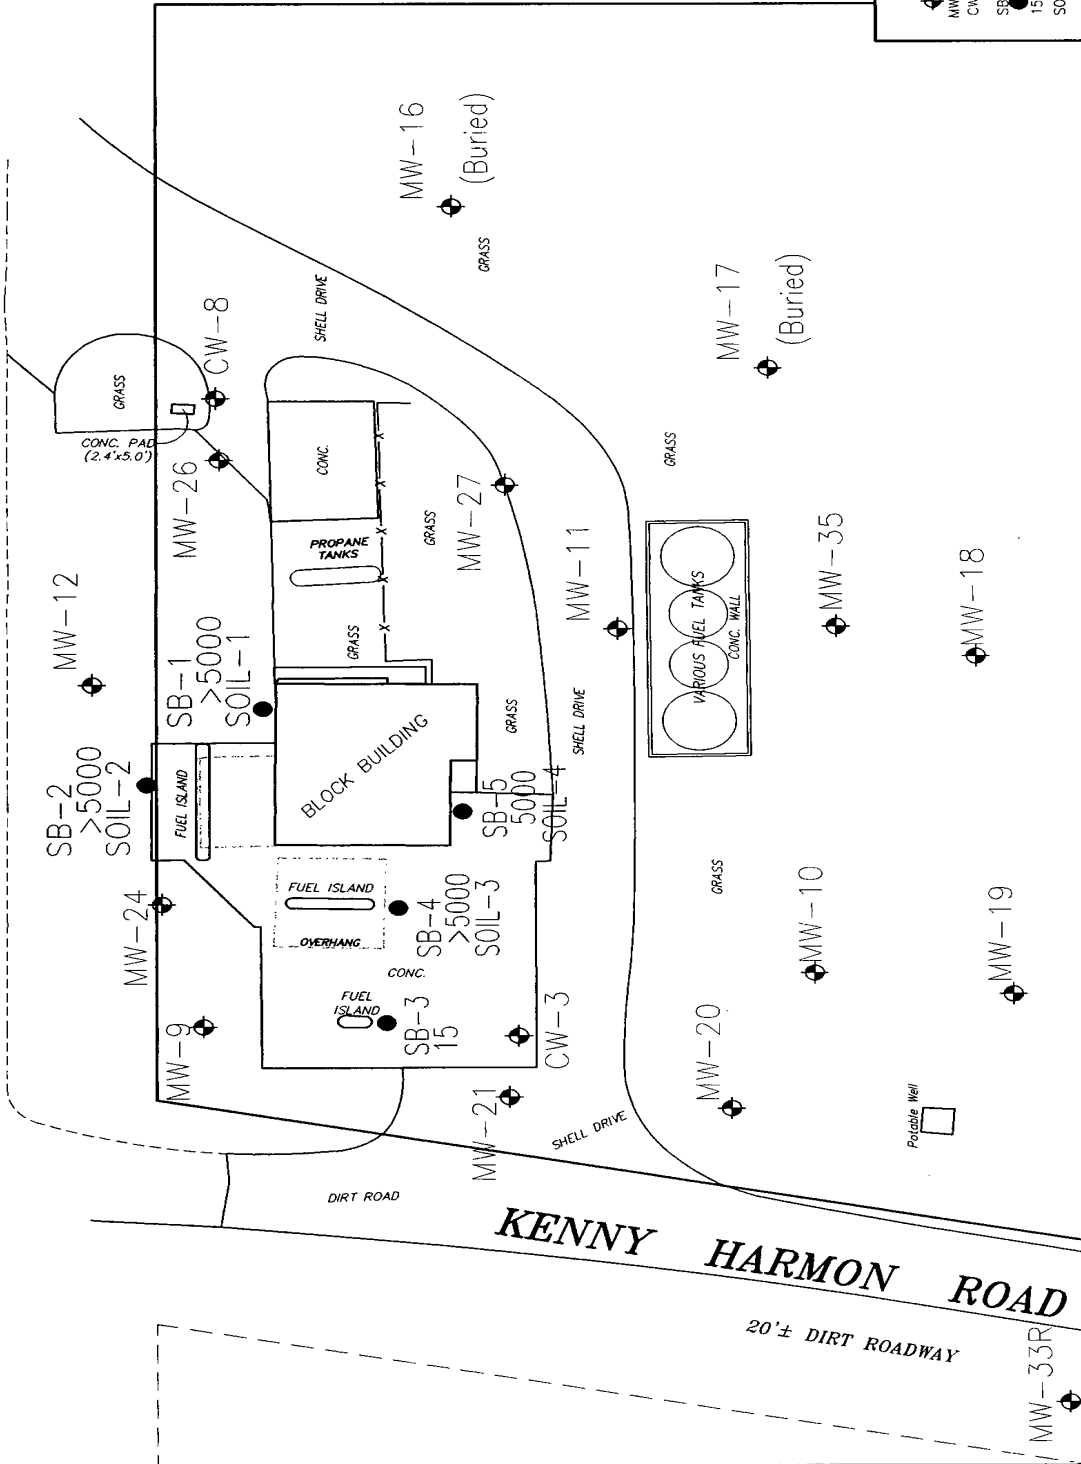 MW
CW
SB
15
SO
MW-16
(Buried)
GRASS
SHELL DRIVE
CW-8
GRASS
CONC. PAD
(2.4'x5.0')
MW-26
CONC.
MW-17
(Buried)
GRASS
MW-12
PROPANE
TANKS
GRASS
MW-27
MW-11
MW-35
MW-18
SB-1
>5000
SOIL-1
GRASS
VARIOUS FUEL TANKS
CONC. WALL
SB-2
>5000
SOIL-2
FUEL ISLAND
BLOCK BUILDING
GRASS
SHELL DRIVE
SB-5
5000
SOIL-4
MW-24
FUEL ISLAND
OVERHANG
SB-4
>5000
SOIL-3
CONC.
GRASS
MW-10
MW-19
MW-9
FUEL
ISLAND
SB-3
15
CW-3
MW-20
MW-21
SHELL DRIVE
Potable Well
DIRT ROAD
KENNY HARMON ROAD
20'± DIRT ROADWAY
MW-33R